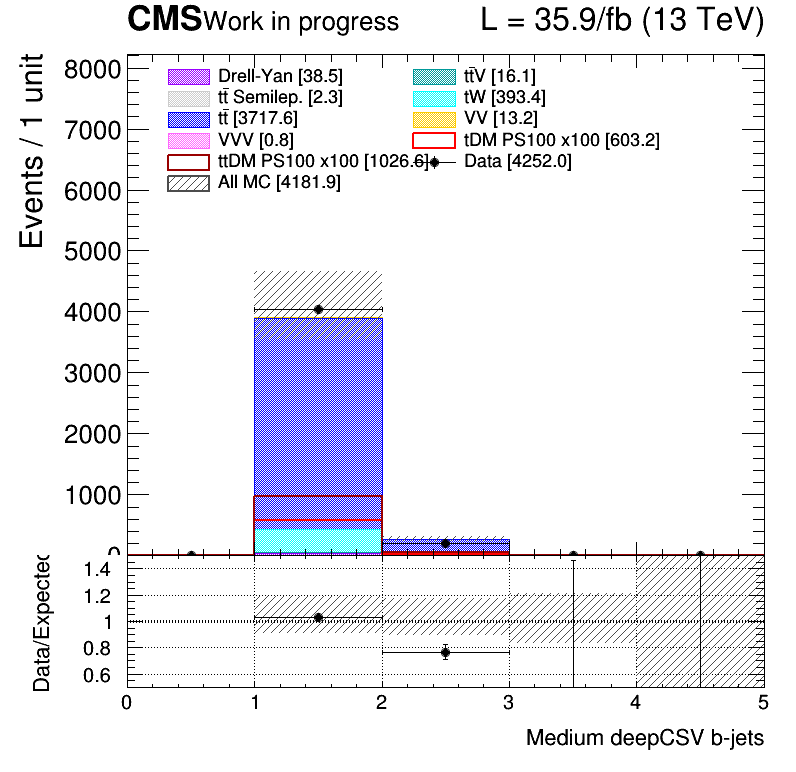 CMS Work in progress L = 35.9/fb (13 TeV)
Events / 1 unit
8000
7000
6000
5000
4000
3000
2000
1000
0
Drell-Yan [38.5]
tt̄V [16.1]
tt̄ Semilep. [2.3]
tW [393.4]
tt̄ [3717.6]
VV [13.2]
VVV [0.8]
tDM PS100 x100 [603.2]
ttDM PS100 x100 [1026.6]
Data [4252.0]
All MC [4181.9]
Data/Expected
1.4
1.2
1
0.8
0.6
0 1 2 3 4 5
Medium deepCSV b-jets